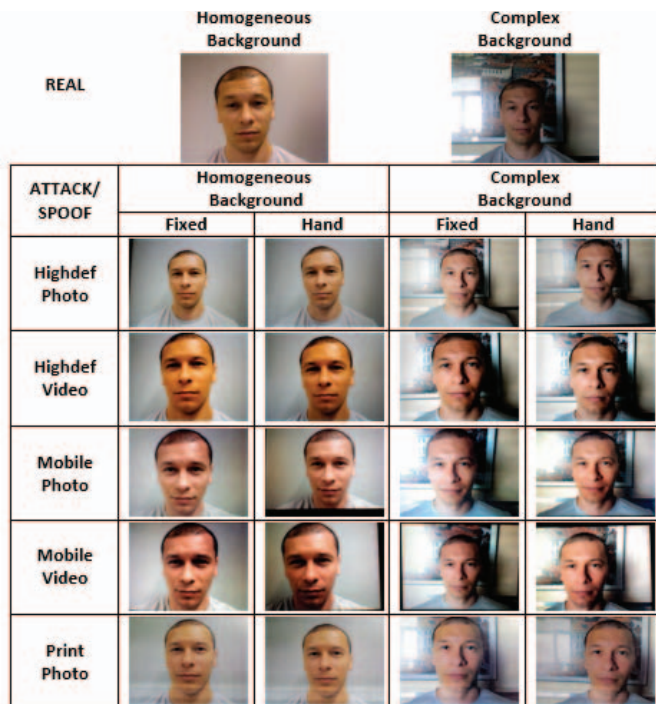 Homogeneous Background
Complex Background
REAL
ATTACK/
SPOOF
Homogeneous
Background
Complex
Background
Fixed
Hand
Fixed
Hand
Highdef
Photo
Highdef
Video
Mobile
Photo
Mobile
Video
Print
Photo